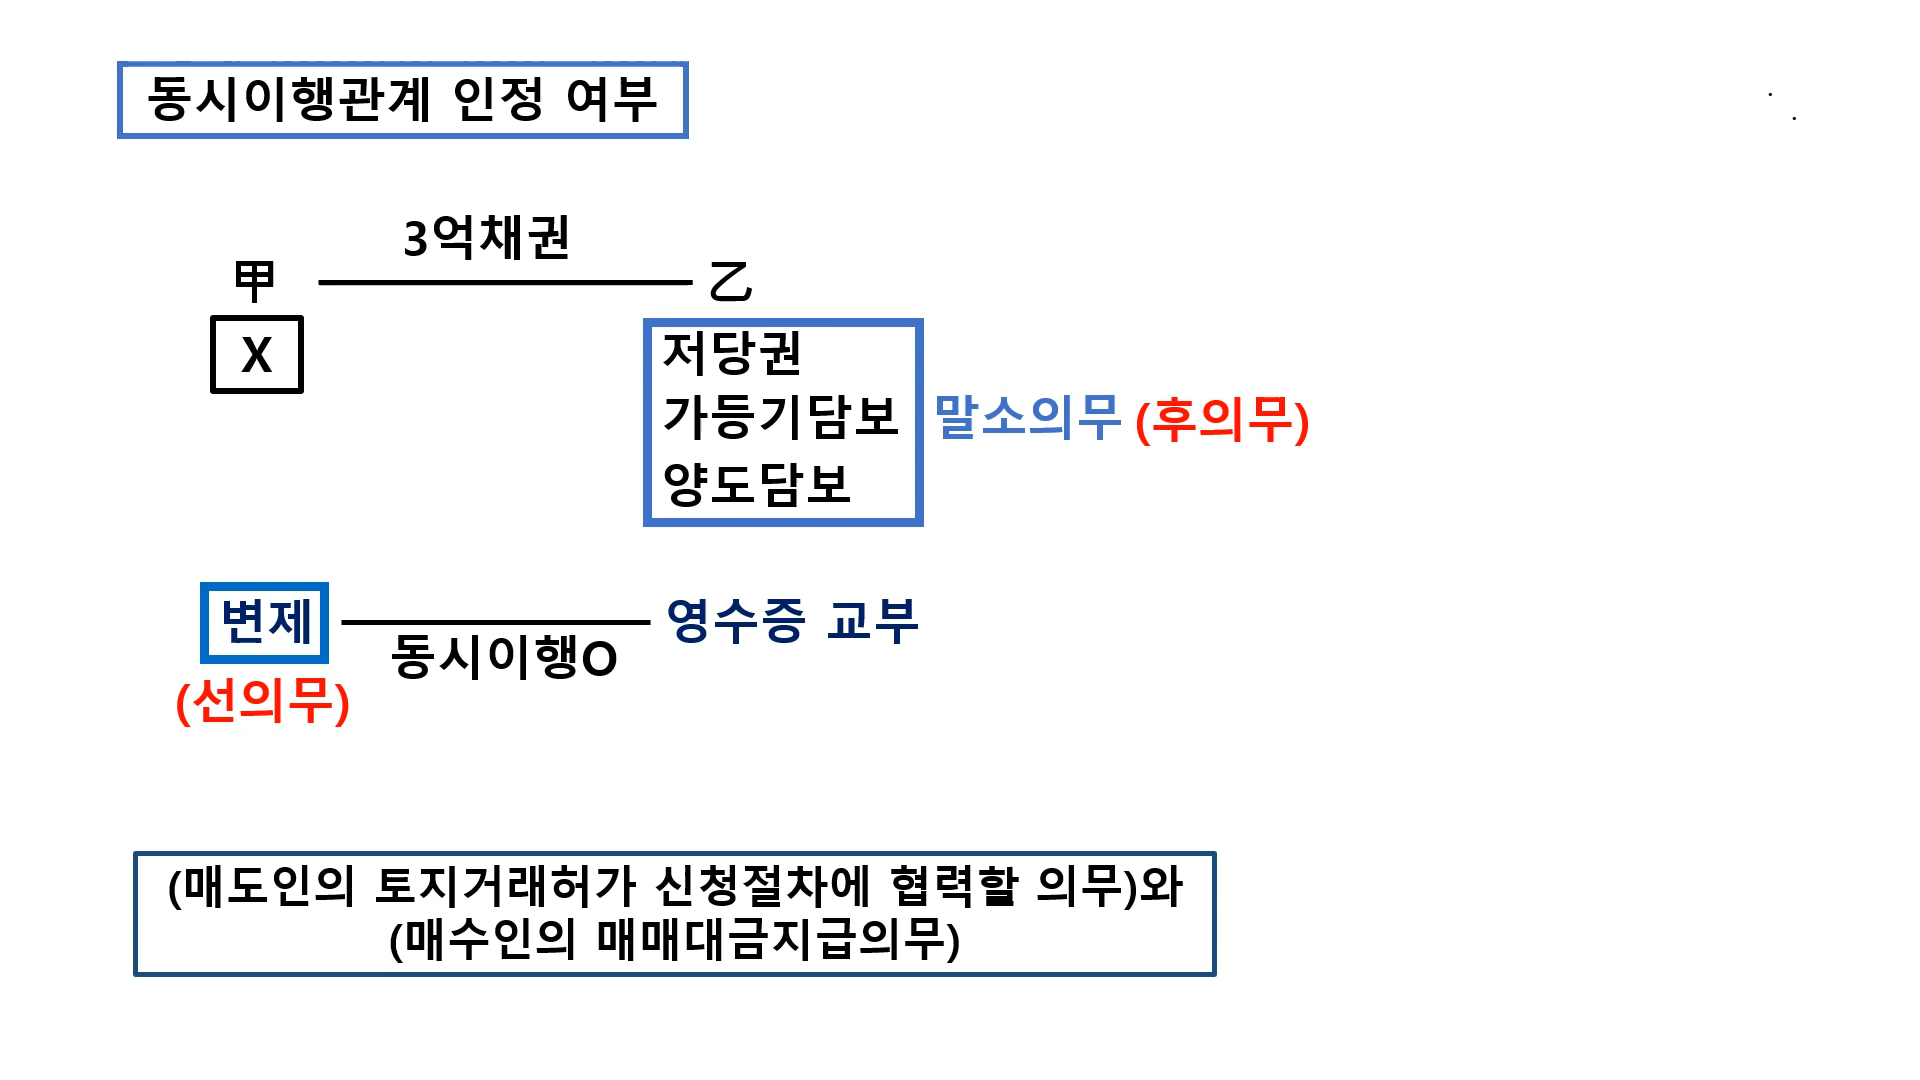 동시이행관계 인정 여부
3억채권
甲
乙
X
저당권
가등기담보
말소의무 (후의무)
양도담보
변제
영수증 교부
동시이행O
(선의무)
(매도인의 토지거래허가 신청절차에 협력할 의무)와
(매수인의 매매대금지급의무)